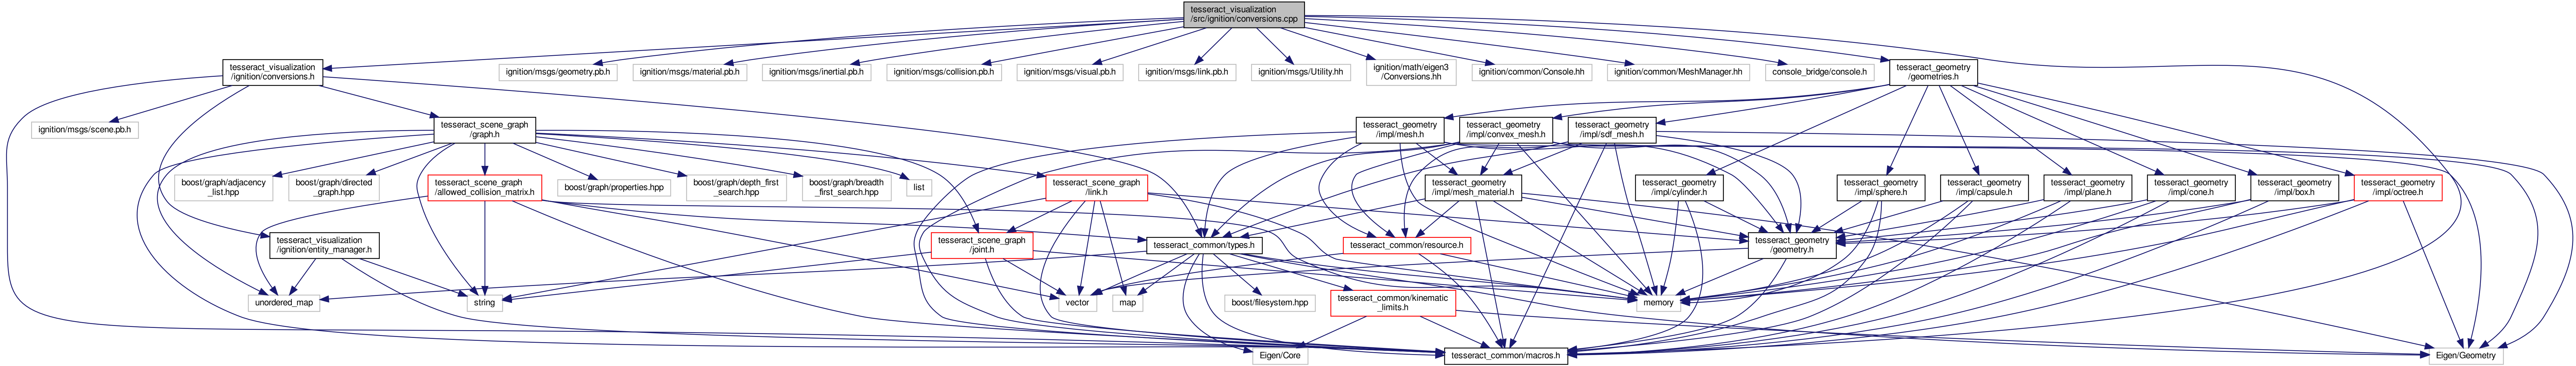 tesseract_visualization
/src/ignition/conversions.cpp
tesseract_visualization
/ignition/conversions.h
ignition/msgs/geometry.pb.h
ignition/msgs/material.pb.h
ignition/msgs/inertial.pb.h
ignition/msgs/collision.pb.h
ignition/msgs/visual.pb.h
ignition/msgs/link.pb.h
ignition/msgs/Utility.hh
ignition/math/eigen3
/Conversions.hh
ignition/common/Console.hh
ignition/common/MeshManager.hh
console_bridge/console.h
tesseract_geometry
/geometries.h
ignition/msgs/scene.pb.h
tesseract_scene_graph
/graph.h
tesseract_geometry
/impl/mesh.h
tesseract_geometry
/impl/convex_mesh.h
tesseract_geometry
/impl/sdf_mesh.h
boost/graph/adjacency
_list.hpp
boost/graph/directed
_graph.hpp
tesseract_scene_graph
/allowed_collision_matrix.h
boost/graph/properties.hpp
boost/graph/depth_first
_search.hpp
boost/graph/breadth
_first_search.hpp
list
tesseract_scene_graph
/link.h
tesseract_geometry
/impl/mesh_material.h
tesseract_geometry
/impl/cylinder.h
tesseract_geometry
/impl/sphere.h
tesseract_geometry
/impl/capsule.h
tesseract_geometry
/impl/plane.h
tesseract_geometry
/impl/cone.h
tesseract_geometry
/impl/box.h
tesseract_geometry
/impl/octree.h
tesseract_visualization
/ignition/entity_manager.h
tesseract_scene_graph
/joint.h
tesseract_common/types.h
tesseract_common/resource.h
tesseract_geometry
/geometry.h
unordered_map
string
vector
map
boost/filesystem.hpp
tesseract_common/kinematic
_limits.h
memory
Eigen/Core
tesseract_common/macros.h
Eigen/Geometry